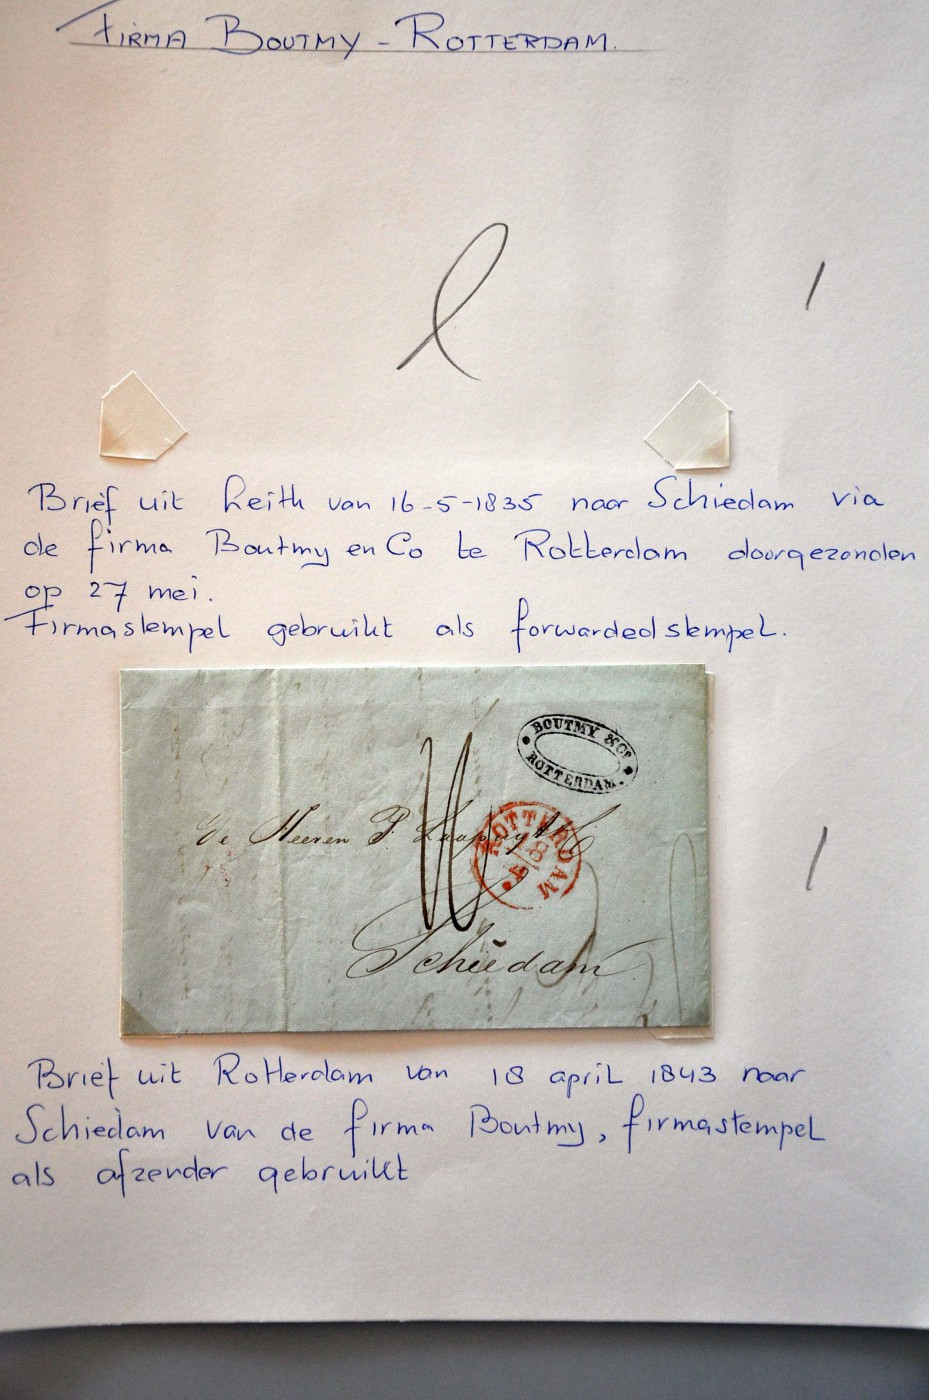 FIRMA BOUTMY - ROTTERDAM.
Brief uit Leith van 16-5-1835 naar Schiedam via
de firma Boutmy en Co te Rotterdam doorgezonden
op 27 mei.
Firmastempel gebruikt als forwardedstempel.
BOUTMY & Co
ROTTERDAM.
De Heeren P.
ROTTERDAM
Schiedam
Brief uit Rotterdam van 18 april 1843 naar
Schiedam van de firma Boutmy, firmastempel
als afzender gebruikt